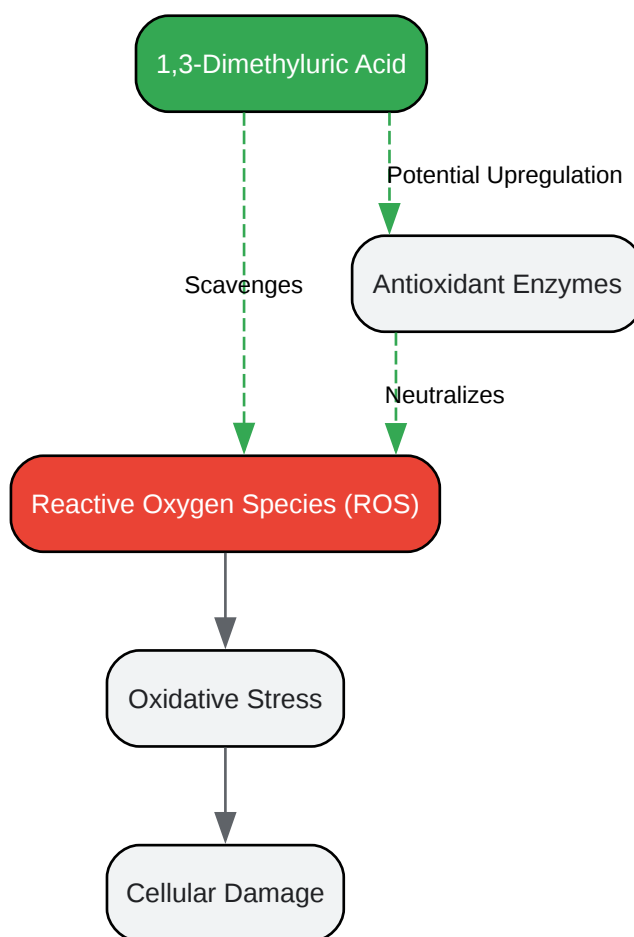 1,3-Dimethyluric Acid
Potential Upregulation
Antioxidant Enzymes
Scavenges
Neutralizes
Reactive Oxygen Species (ROS)
Oxidative Stress
Cellular Damage